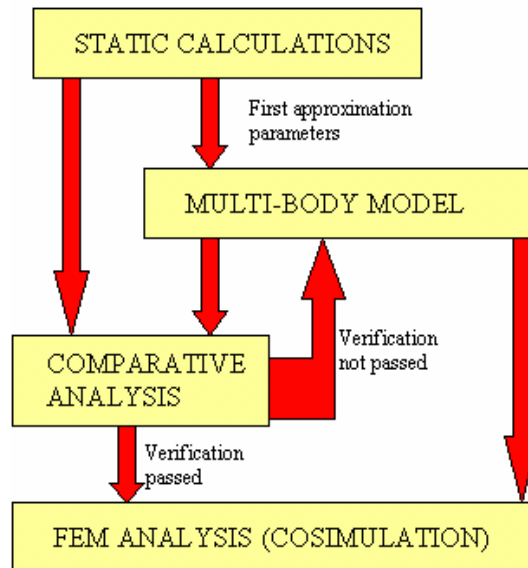 STATIC CALCULATIONS
First approximation
parameters
MULTI-BODY MODEL
Verification
not passed
COMPARATIVE
ANALYSIS
Verification
passed
FEM ANALYSIS (COSIMULATION)